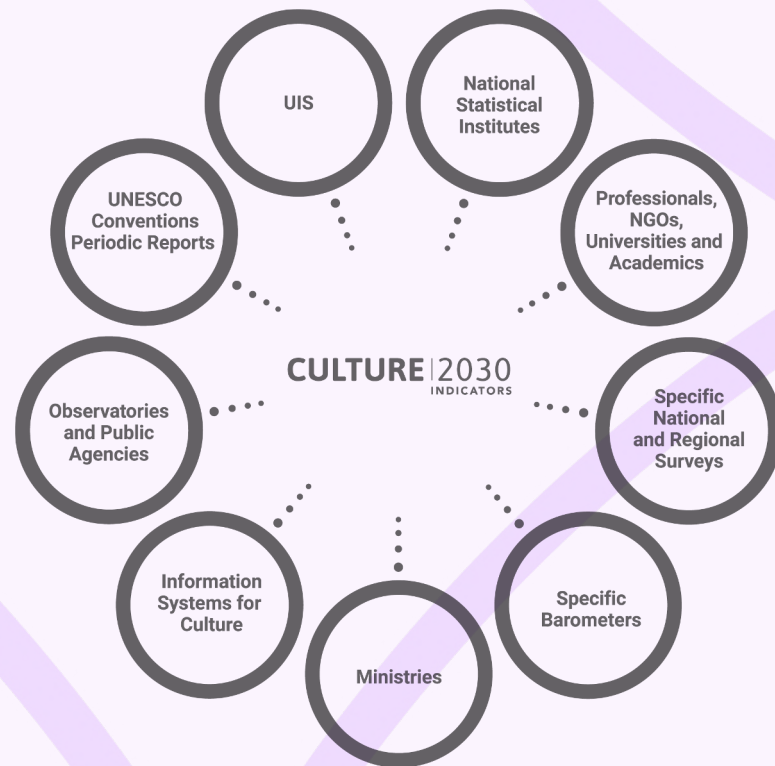 UIS
National
Statistical
Institutes
UNESCO
Conventions
Periodic Reports
Professionals,
NGOs,
Universities and
Academics
CULTURE | 2030
INDICATORS
Observatories
and Public
Agencies
Specific
National
and Regional
Surveys
Information
Systems for
Culture
Specific
Barometers
Ministries